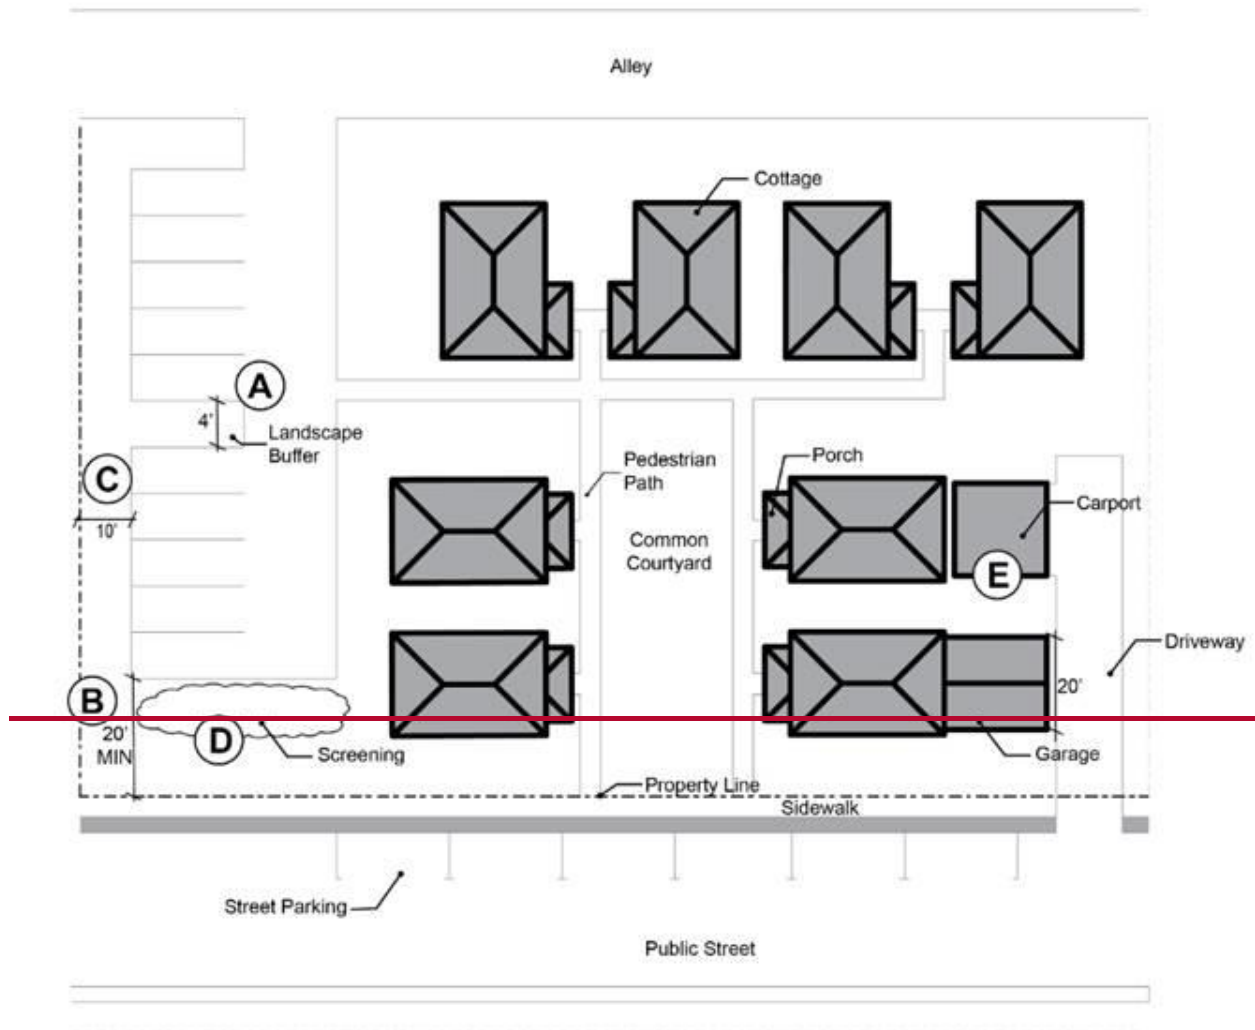 Alley
Cottage
A
4'
Landscape
Buffer
Pedestrian
Path
Porch
C
10'
Carport
Common
Courtyard
E
Driveway
B
20'
20'
MIN
D
Screening
Garage
Property Line
Sidewalk
Street Parking
Public Street